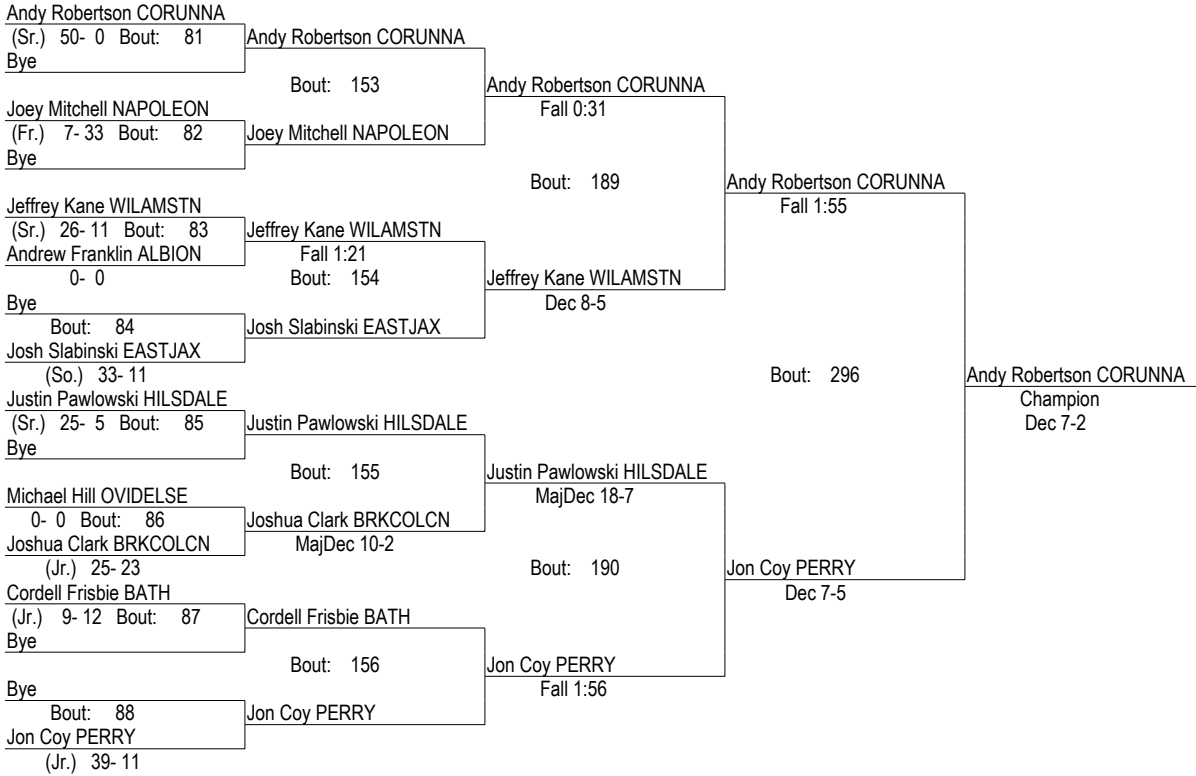 Andy Robertson CORUNNA
(Sr.) 50- 0 Bout: 81
Bye
Joey Mitchell NAPOLEON
(Fr.) 7- 33 Bout: 82
Bye
Jeffrey Kane WILAMSTN
(Sr.) 26- 11 Bout: 83
Andrew Franklin ALBION
0- 0
Bye
Bout: 84
Josh Slabinski EASTJAX
(So.) 33- 11
Justin Pawlowski HILSDALE
(Sr.) 25- 5 Bout: 85
Bye
Michael Hill OVIDELSE
0- 0 Bout: 86
Joshua Clark BRKCOLCN
(Jr.) 25- 23
Cordell Frisbie BATH
(Jr.) 9- 12 Bout: 87
Bye
Bye
Bout: 88
Jon Coy PERRY
(Jr.) 39- 11
Andy Robertson CORUNNA
Bout: 153
Joey Mitchell NAPOLEON
Jeffrey Kane WILAMSTN
Fall 1:21
Bout: 154
Josh Slabinski EASTJAX
Justin Pawlowski HILSDALE
Bout: 155
Joshua Clark BRKCOLCN
MajDec 10-2
Cordell Frisbie BATH
Bout: 156
Jon Coy PERRY
Andy Robertson CORUNNA
Fall 0:31
Bout: 189
Jeffrey Kane WILAMSTN
Dec 8-5
Justin Pawlowski HILSDALE
MajDec 18-7
Bout: 190
Jon Coy PERRY
Fall 1:56
Andy Robertson CORUNNA
Fall 1:55
Bout: 296
Jon Coy PERRY
Dec 7-5
Andy Robertson CORUNNA
Champion
Dec 7-2